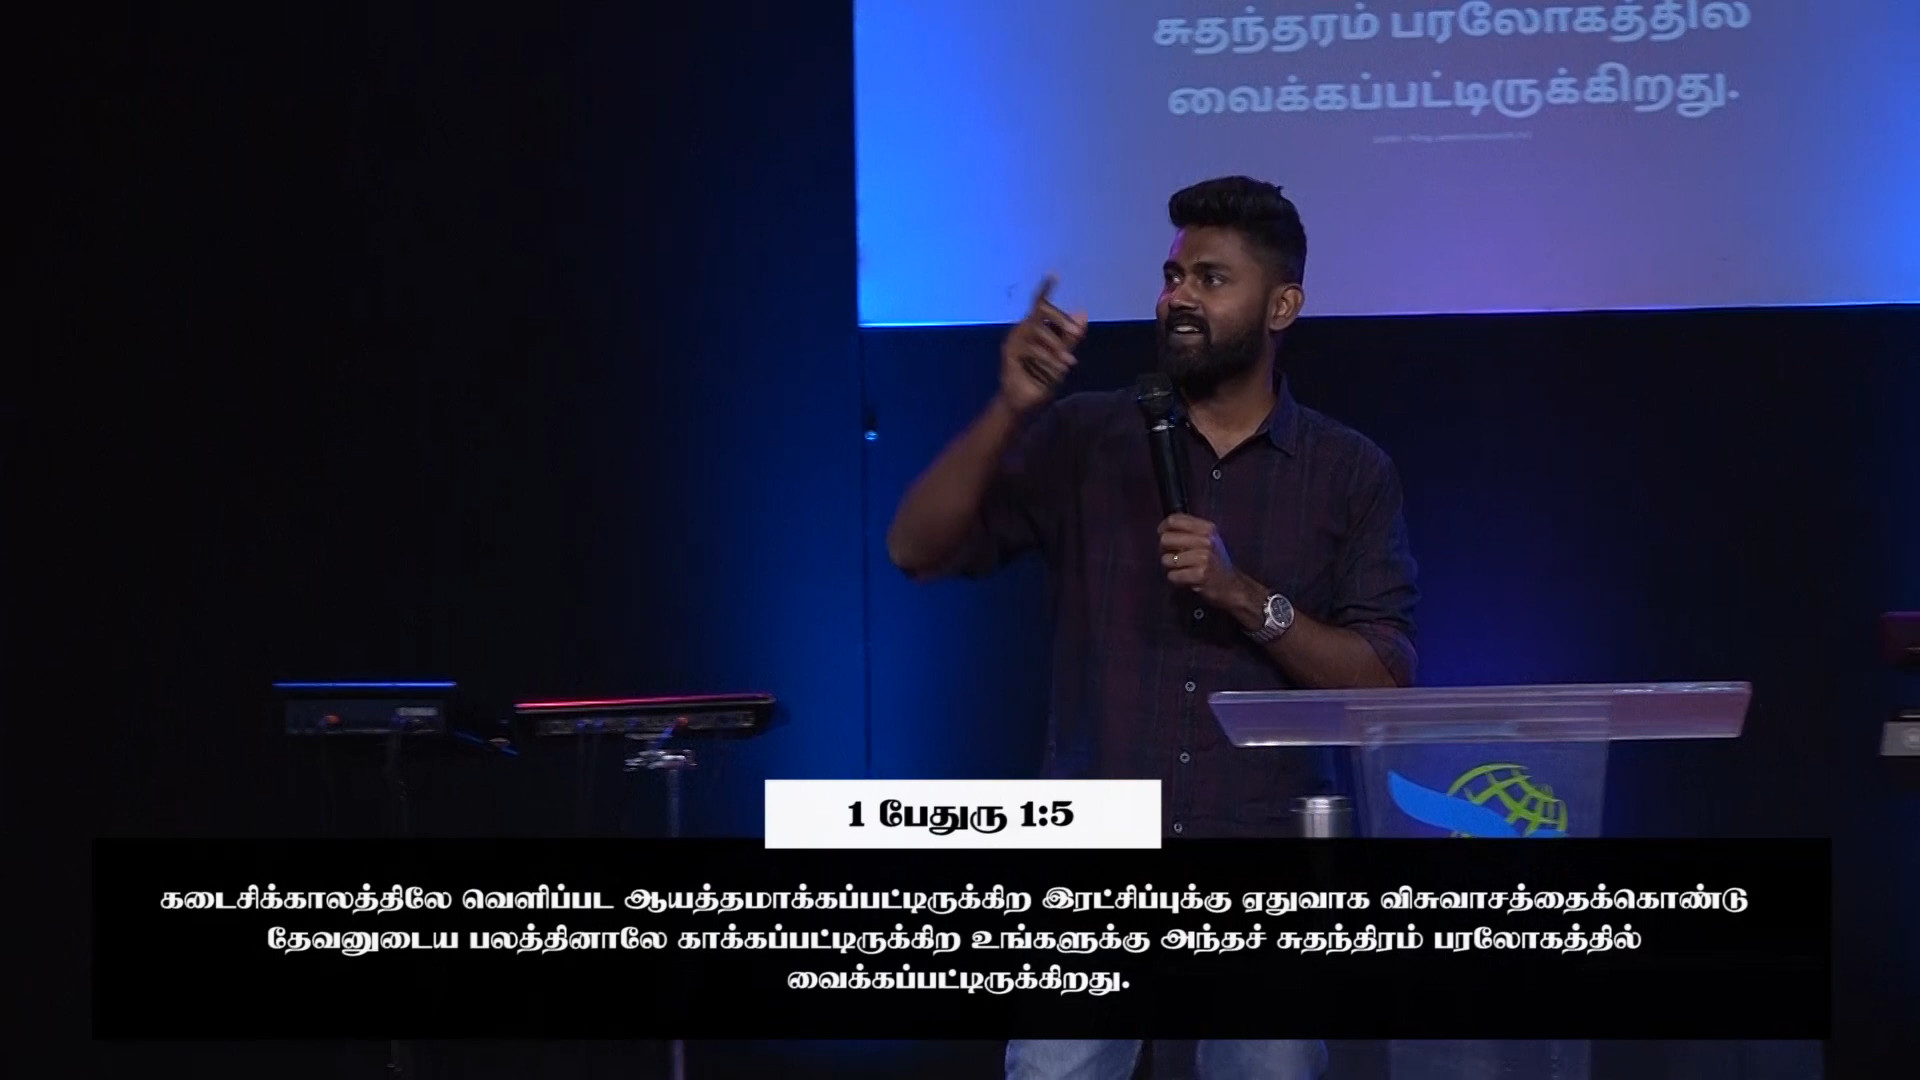 சுதந்தரம் பரலோகத்தில்
வைக்கப்பட்டிருக்கிறது.
1 பேதுரு 1:5
கடைசிக்காலத்திலே வெளிப்பட ஆயத்தமாக்கப்பட்டிருக்கிற இரட்சிப்புக்கு ஏதுவாக விசுவாசத்தைக்கொண்டு
தேவனுடைய பலத்தினாலே காக்கப்பட்டிருக்கிற உங்களுக்கு அந்தச் சுதந்திரம் பரலோகத்தில்
வைக்கப்பட்டிருக்கிறது.